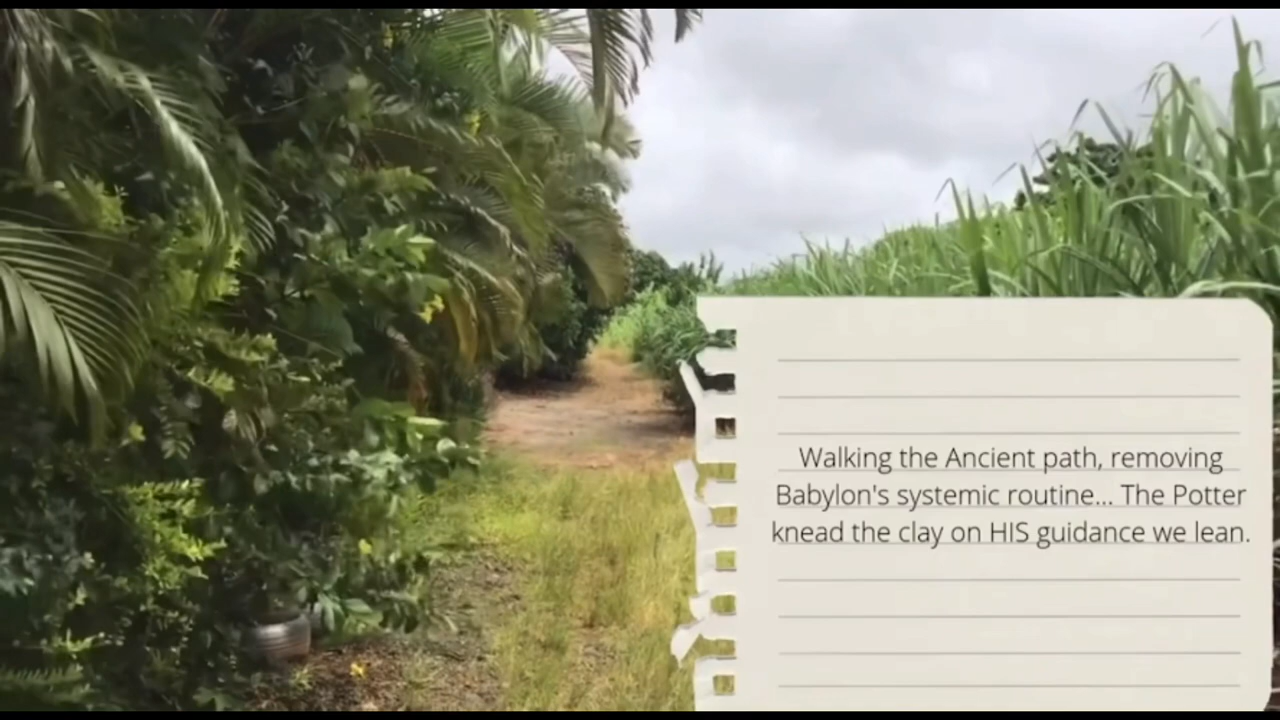 Walking the Ancient path, removing
Babylon's systemic routine... The Potter
knead the clay on HIS guidance we lean.